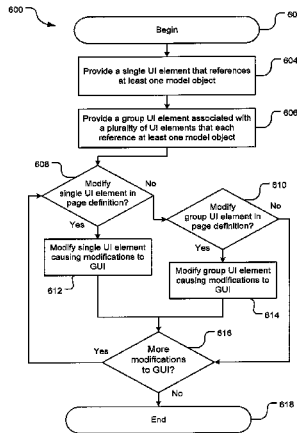 600
60
Begin
604
Provide a single UI element that references
at least one model object
606
Provide a group UI element associated with
a plurality of UI elements that each
reference at least one model object
608
Modify
single UI element in
page definition?
No
610
Modify
group UI element in
page definition?
No
Yes
Yes
Modify single UI element
causing modifications to
GUI
612
Modify group UI element
causing modifications to
GUI
614
616
More
modifications
to GUI?
Yes
No
618
End